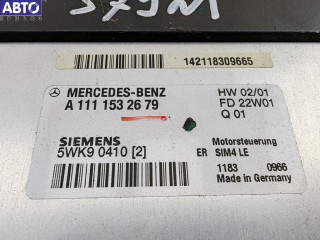 АВТО
STRONG
142118309665
MERCEDES-BENZ
A 111 153 26 79
HW 02/01
FD 22W01
Q 01
SIEMENS
5WK9 0410 [2]
Motorsteuerung
ER SIM4 LE
1183 0966
Made in Germany